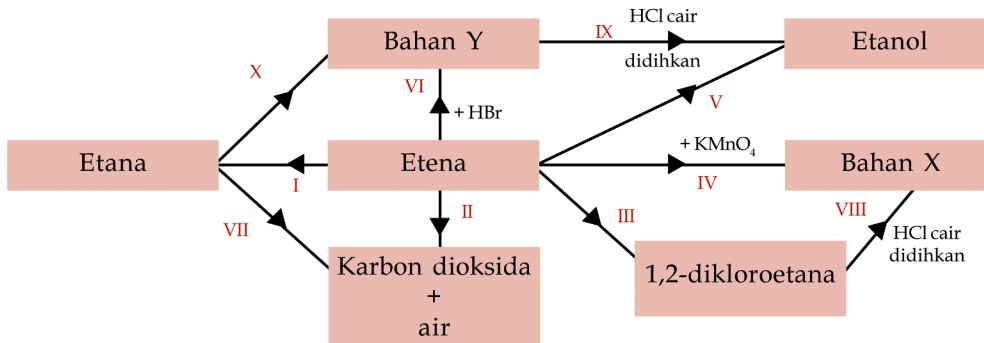 HCl cair
IX
Bahan Y
Etanol
didihkan
X
VI
V
+ HBr
+ KMnO₄
Etana
Etena
Bahan X
I
IV
II
III
VIII
VII
HCl cair
didihkan
Karbon dioksida
+
air
1,2-dikloroetana